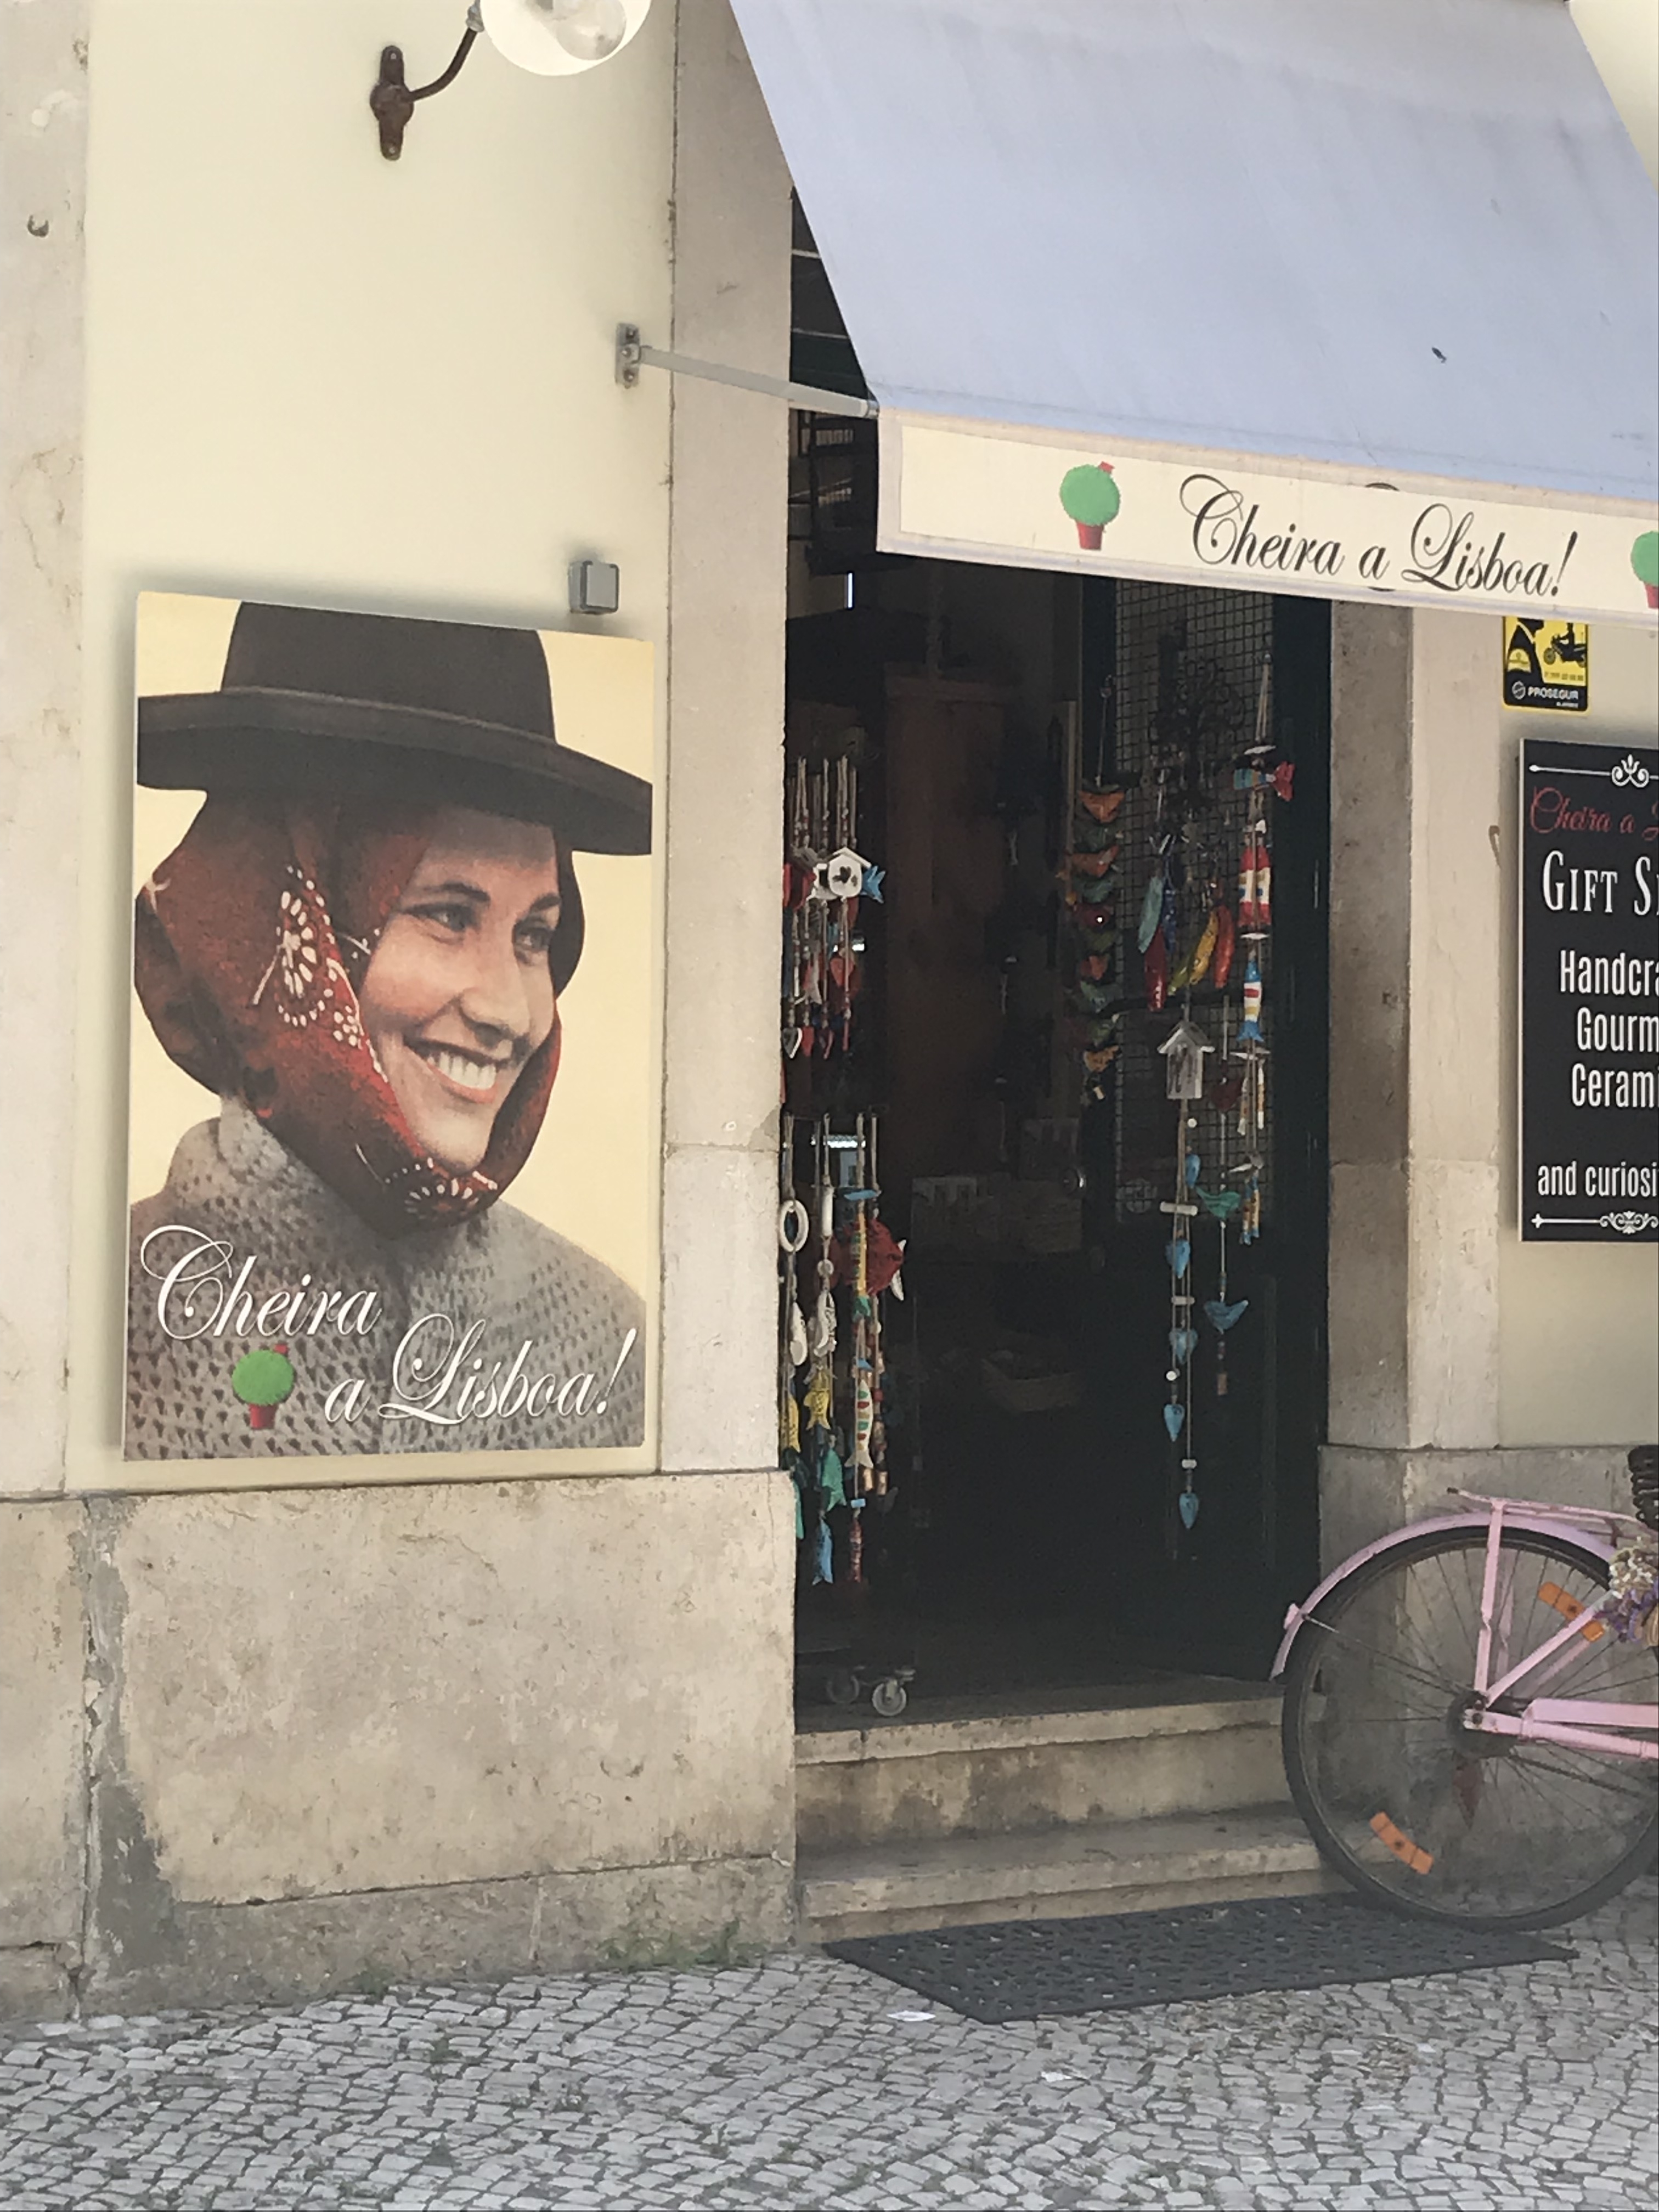 Cheira a Lisboa!
PROSEGUR
Cheira a
GIFT
Handcra
Gourm
Cerami
and curiosi
Cheira
a Lisboa!